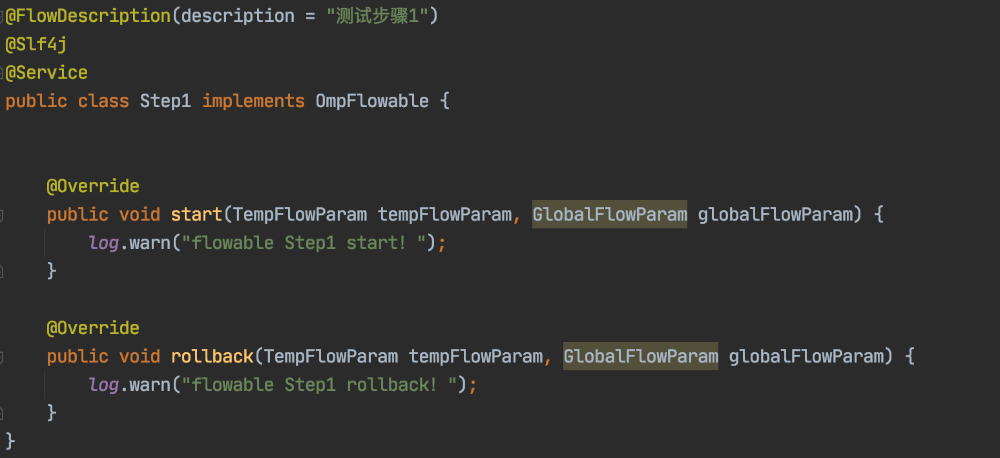 @FlowDescription(description = "测试步骤1")
@Slf4j
@Service
public class Step1 implements OmpFlowable {
@Override
public void start(TempFlowParam tempFlowParam, GlobalFlowParam globalFlowParam) {
log.warn("flowable Step1 start! ");
}
@Override
public void rollback(TempFlowParam tempFlowParam, GlobalFlowParam globalFlowParam) {
log.warn("flowable Step1 rollback! ");
}
}